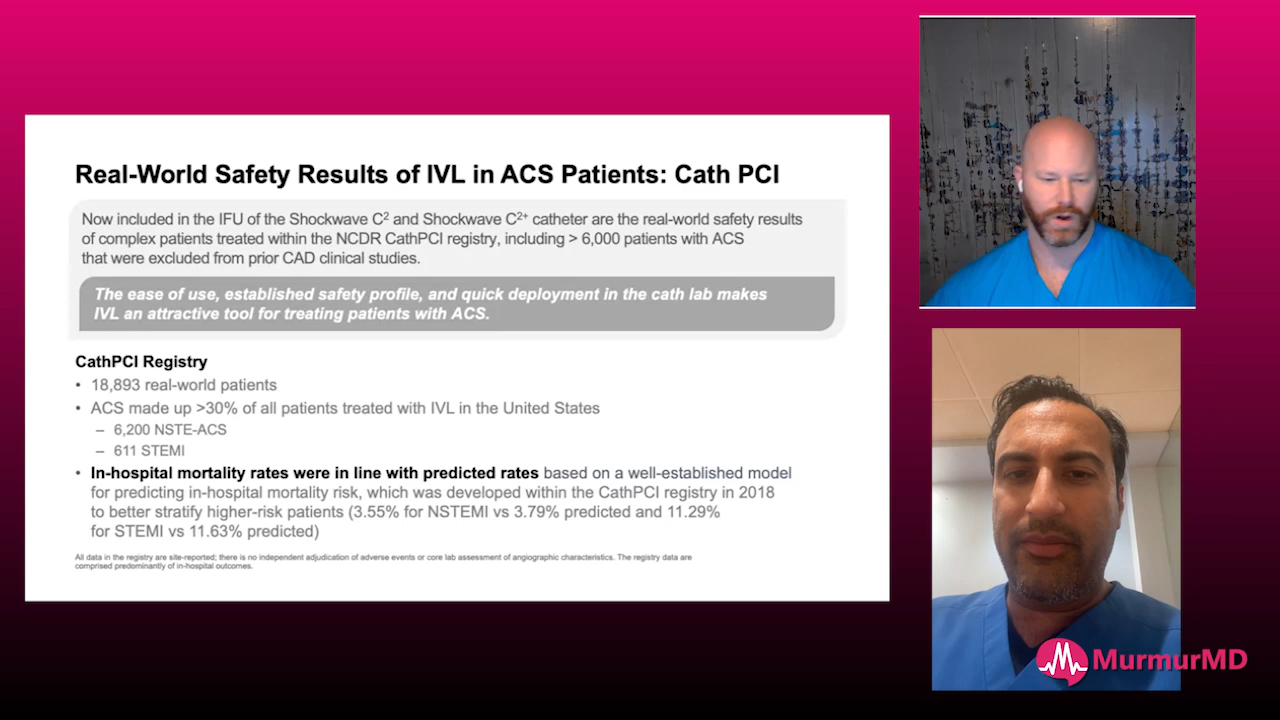 Real-World Safety Results of IVL in ACS Patients: Cath PCI
Now included in the IFU of the Shockwave C² and Shockwave C²⁺ catheter are the real-world safety results
of complex patients treated within the NCDR CathPCI registry, including > 6,000 patients with ACS
that were excluded from prior CAD clinical studies.
The ease of use, established safety profile, and quick deployment in the cath lab makes
IVL an attractive tool for treating patients with ACS.
CathPCI Registry
• 18,893 real-world patients
• ACS made up >30% of all patients treated with IVL in the United States
– 6,200 NSTE-ACS
– 611 STEMI
• In-hospital mortality rates were in line with predicted rates based on a well-established model
for predicting in-hospital mortality risk, which was developed within the CathPCI registry in 2018
to better stratify higher-risk patients (3.55% for NSTEMI vs 3.79% predicted and 11.29%
for STEMI vs 11.63% predicted)
All data in the registry are site-reported; there is no independent adjudication of adverse events or core lab assessment of angiographic characteristics. The registry data are
comprised predominantly of in-hospital outcomes.
MurmurMD